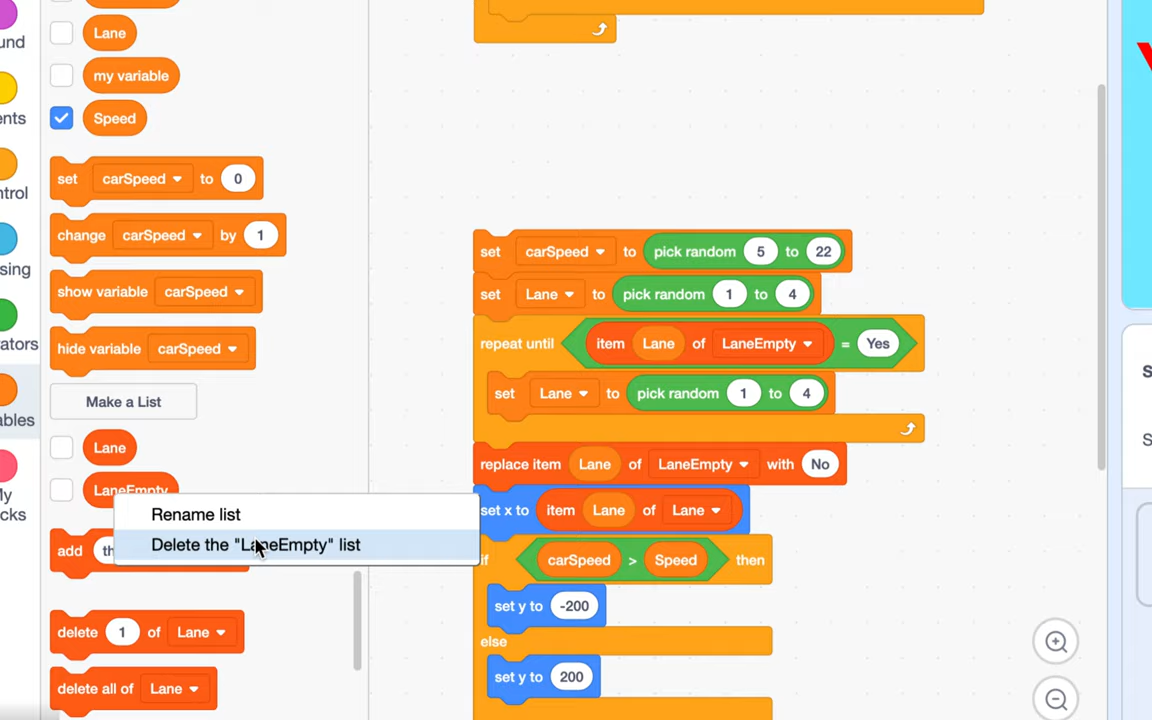 Lane
my variable
Speed
set carSpeed to 0
change carSpeed by 1
show variable carSpeed
hide variable carSpeed
Make a List
Lane
LaneEmpty
Rename list
Delete the "LaneEmpty" list
add th
delete 1 of Lane
delete all of Lane
und
ents
ntrol
sing
rators
ables
My
cks
set carSpeed to pick random 5 to 22
set Lane to pick random 1 to 4
repeat until item Lane of LaneEmpty = Yes
set Lane to pick random 1 to 4
replace item Lane of LaneEmpty with No
set x to item Lane of Lane
if carSpeed > Speed then
set y to -200
else
set y to 200